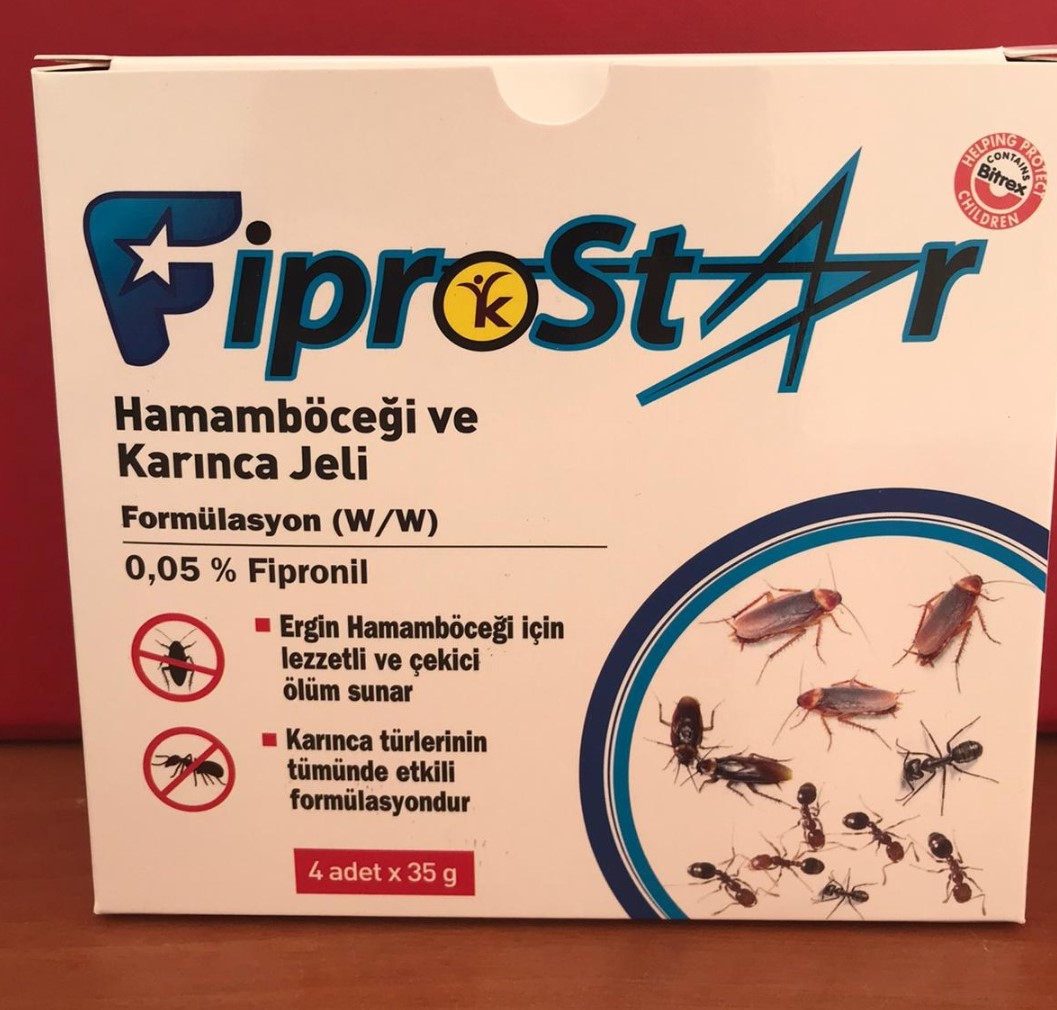 HELPING PROTECT
CONTAINS
Bitrex
CHILDREN
FiproStar
k
Hamamböceği ve
Karınca Jeli
Formülasyon (W/W)
0,05 % Fipronil
Ergin Hamamböceği için
lezzetli ve çekici
ölüm sunar
Karınca türlerinin
tümünde etkili
formülasyondur
4 adet x 35 g